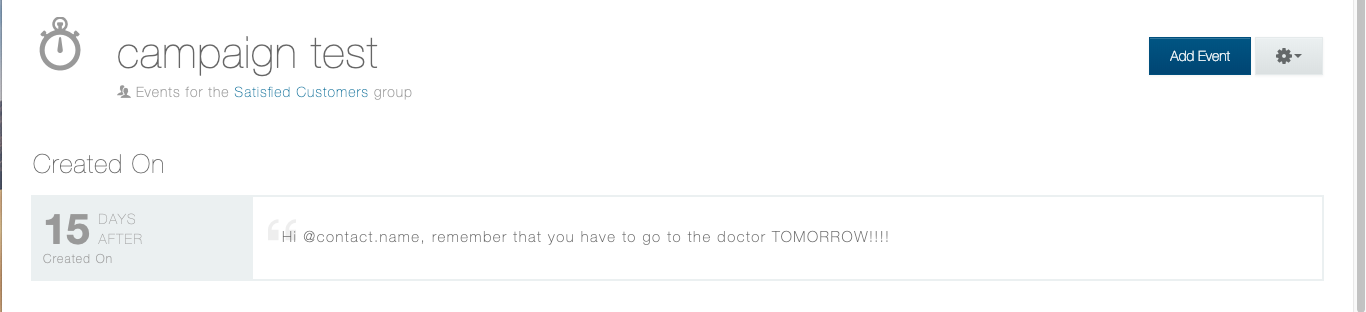 campaign test
Add Event
Events for the Satisfied Customers group
Created On
15 DAYS
AFTER
Created On
Hi @contact.name, remember that you have to go to the doctor TOMORROW!!!!